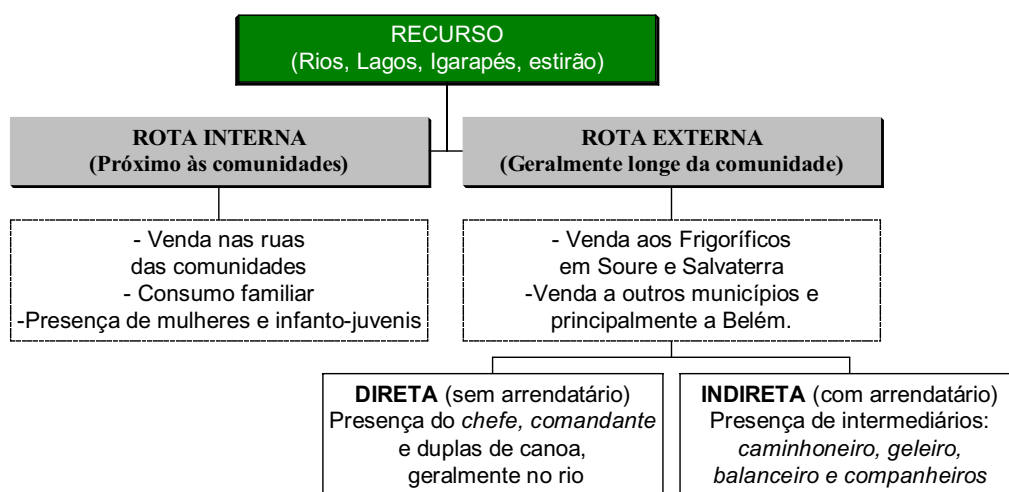 RECURSO
(Rios, Lagos, Igarapés, estirão)
ROTA INTERNA
(Próximo às comunidades)
ROTA EXTERNA
(Geralmente longe da comunidade)
- Venda nas ruas
das comunidades
- Consumo familiar
-Presença de mulheres e infanto-juvenis
- Venda aos Frigoríficos
em Soure e Salvaterra
-Venda a outros municípios e
principalmente a Belém.
DIRETA (sem arrendatário)
Presença do chefe, comandante
e duplas de canoa,
geralmente no rio
INDIRETA (com arrendatário)
Presença de intermediários:
caminhoneiro, geleiro,
balanceiro e companheiros